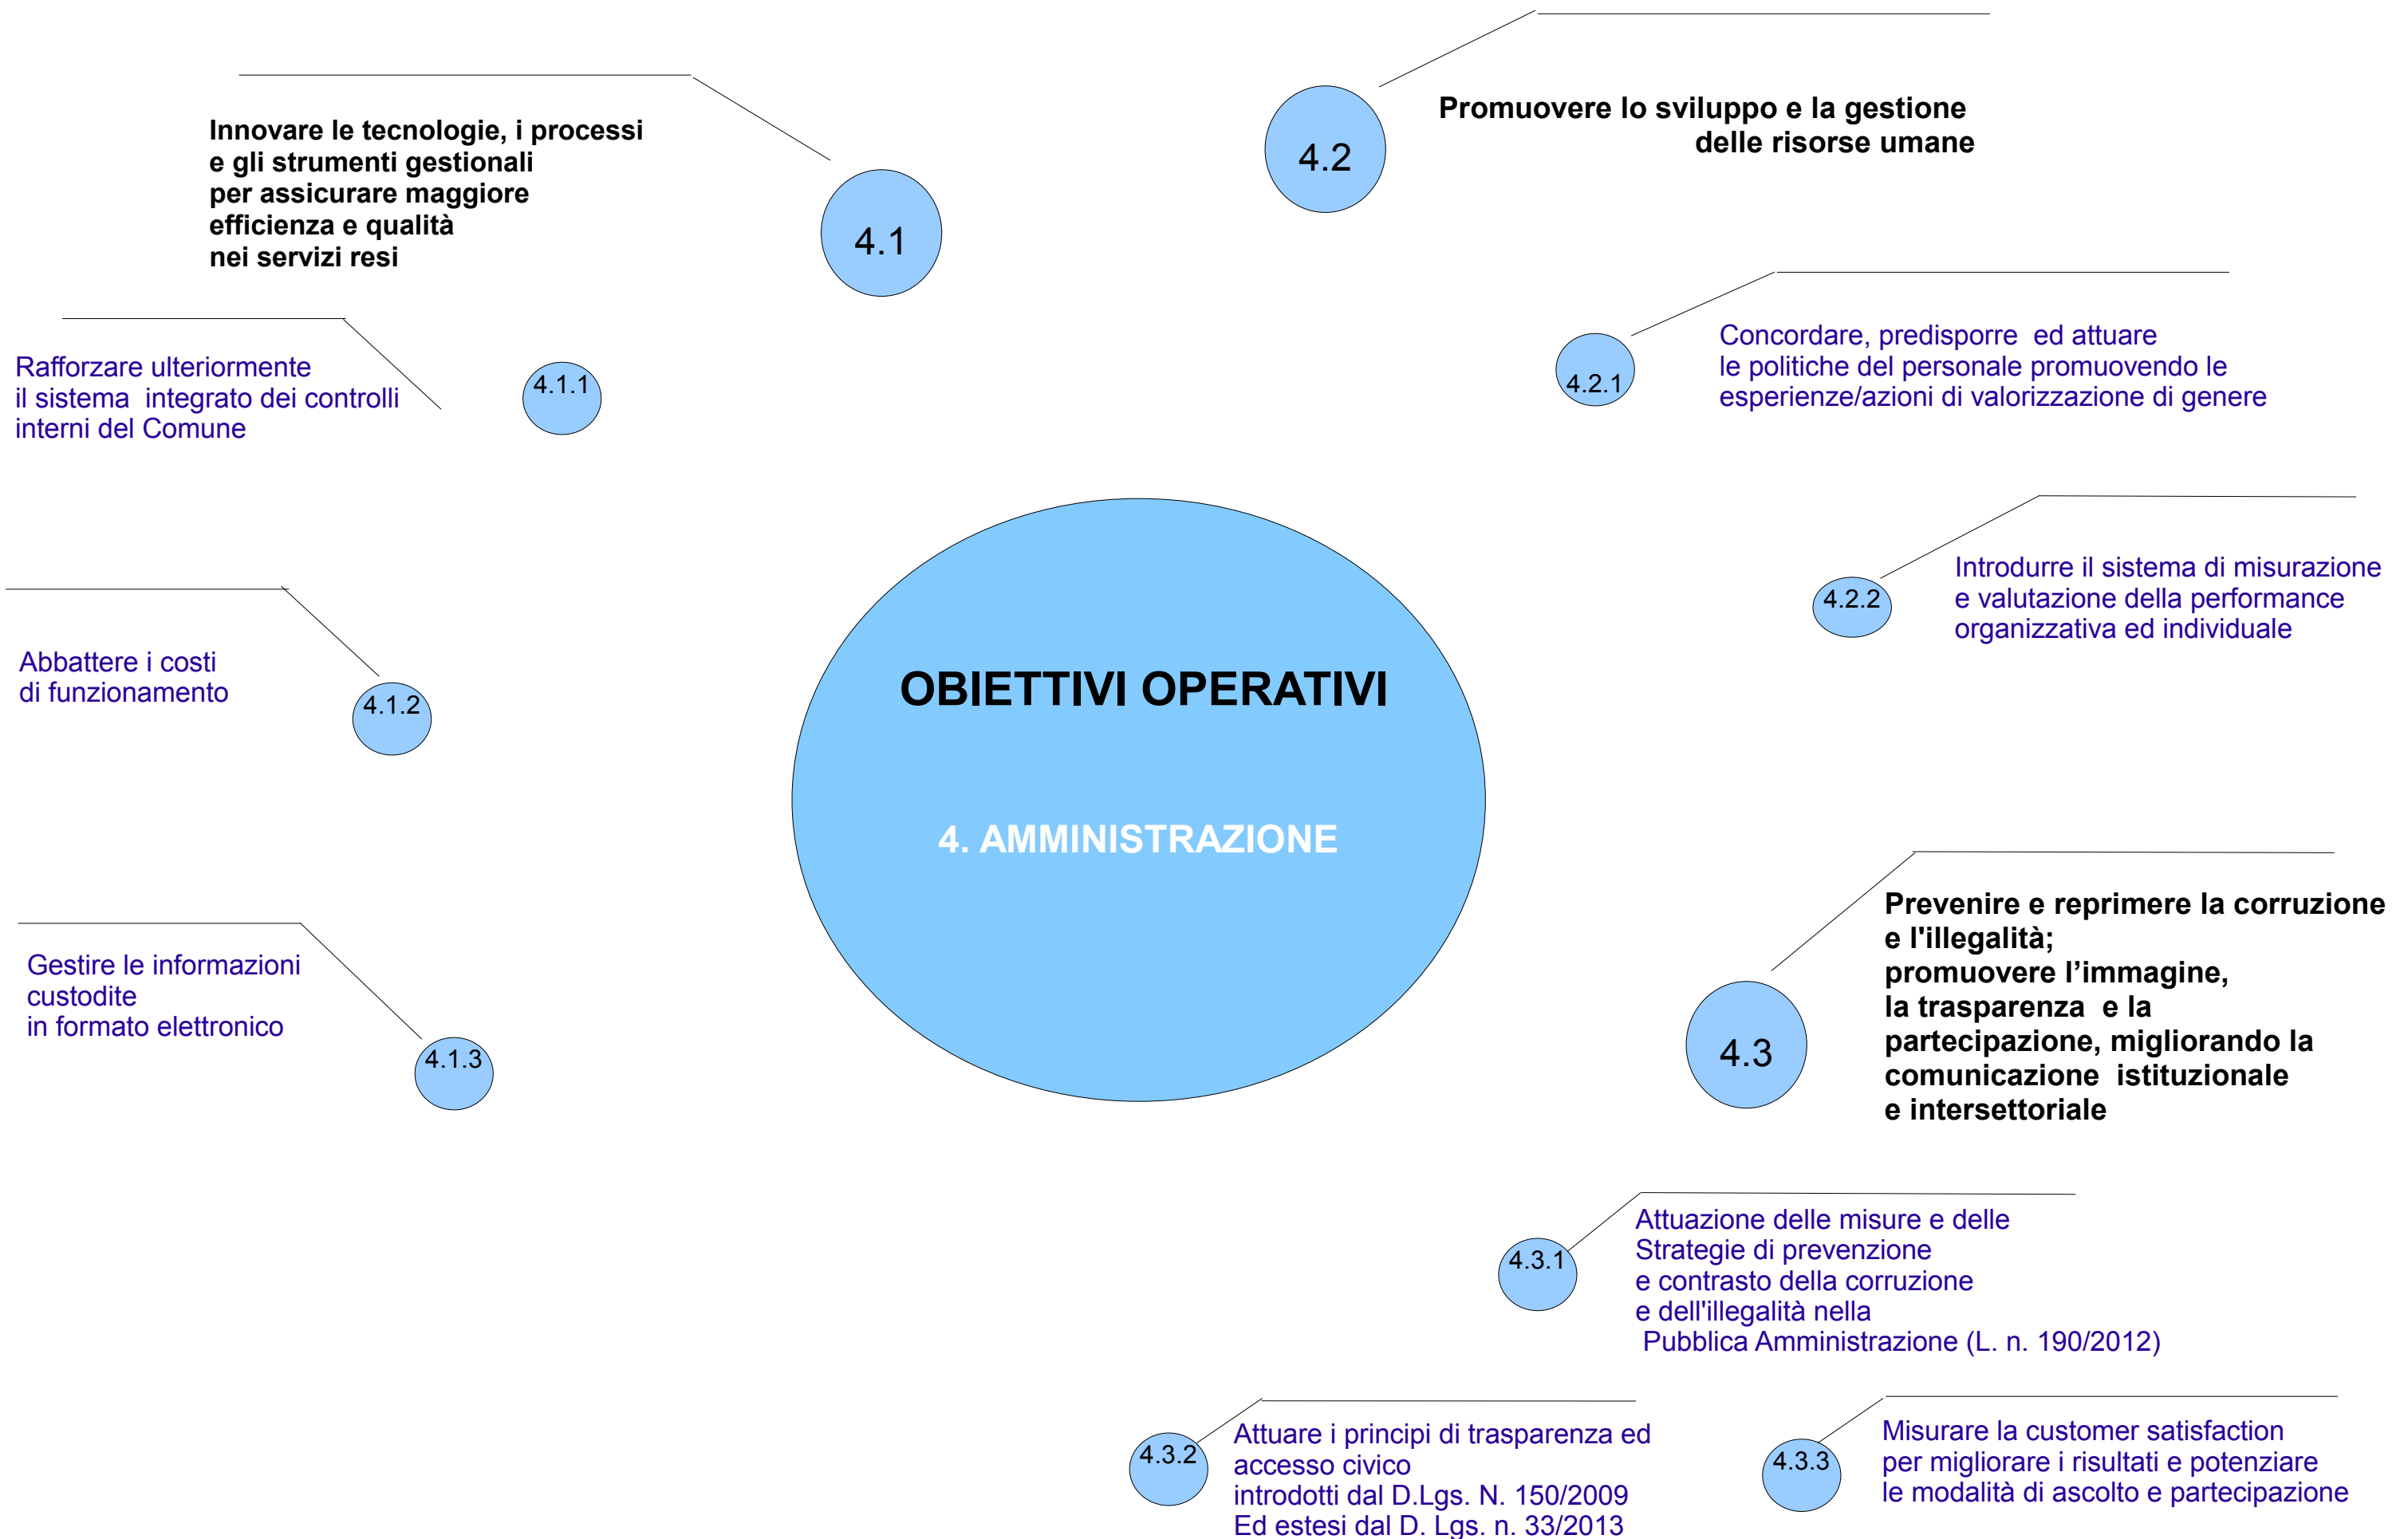 Innovare le tecnologie, i processi
e gli strumenti gestionali
per assicurare maggiore
efficienza e qualità
nei servizi resi
4.1
4.2
Promuovere lo sviluppo e la gestione
delle risorse umane
Rafforzare ulteriormente
il sistema integrato dei controlli
interni del Comune
4.1.1
4.2.1
Concordare, predisporre ed attuare
le politiche del personale promuovendo le
esperienze/azioni di valorizzazione di genere
4.2.2
Introdurre il sistema di misurazione
e valutazione della performance
organizzativa ed individuale
Abbattere i costi
di funzionamento
4.1.2
OBIETTIVI OPERATIVI
4. AMMINISTRAZIONE
Gestire le informazioni
custodite
in formato elettronico
4.1.3
4.3
Prevenire e reprimere la corruzione
e l'illegalità;
promuovere l’immagine,
la trasparenza e la
partecipazione, migliorando la
comunicazione istituzionale
e intersettoriale
4.3.1
Attuazione delle misure e delle
Strategie di prevenzione
e contrasto della corruzione
e dell'illegalità nella
Pubblica Amministrazione (L. n. 190/2012)
4.3.2
Attuare i principi di trasparenza ed
accesso civico
introdotti dal D.Lgs. N. 150/2009
Ed estesi dal D. Lgs. n. 33/2013
4.3.3
Misurare la customer satisfaction
per migliorare i risultati e potenziare
le modalità di ascolto e partecipazione